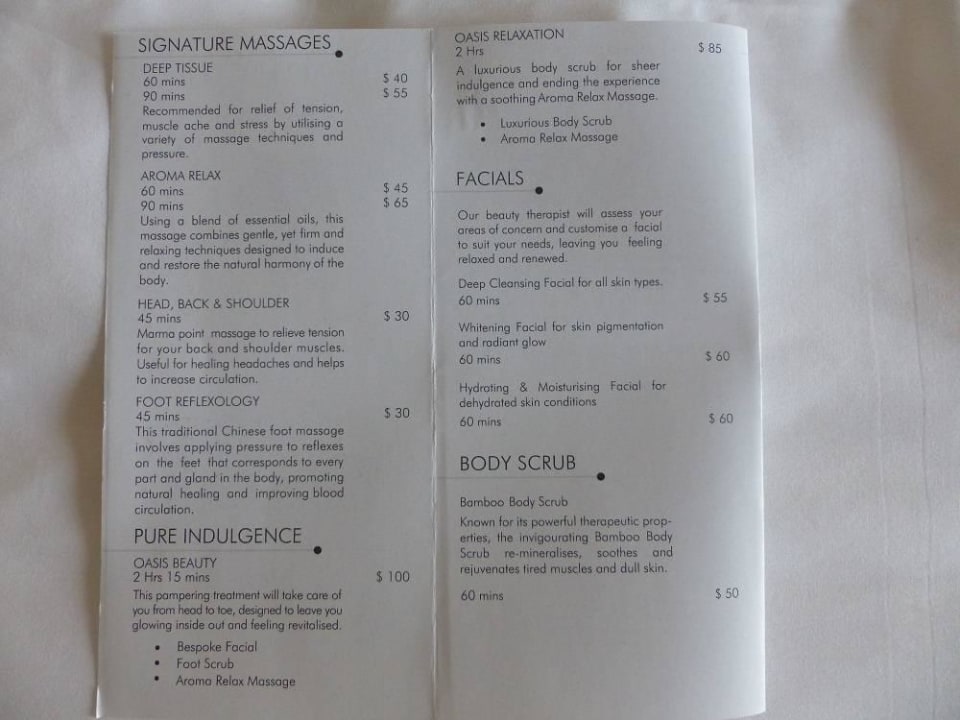 SIGNATURE MASSAGES
DEEP TISSUE
60 mins $ 40
90 mins $ 55
Recommended for relief of tension,
muscle ache and stress by utilising a
variety of massage techniques and
pressure.
AROMA RELAX
60 mins $ 45
90 mins $ 65
Using a blend of essential oils, this
massage combines gentle, yet firm and
relaxing techniques designed to induce
and restore the natural harmony of the
body.
HEAD, BACK & SHOULDER
45 mins $ 30
Marma point massage to relieve tension
for your back and shoulder muscles.
Useful for healing headaches and helps
to increase circulation.
FOOT REFLEXOLOGY
45 mins $ 30
This traditional Chinese foot massage
involves applying pressure to reflexes
on the feet that corresponds to every
part and gland in the body, promoting
natural healing and improving blood
circulation.
PURE INDULGENCE
OASIS BEAUTY
2 Hrs 15 mins $ 100
This pampering treatment will take care of
you from head to toe, designed to leave you
glowing inside out and feeling revitalised.
• Bespoke Facial
• Foot Scrub
• Aroma Relax Massage
OASIS RELAXATION
2 Hrs $ 85
A luxurious body scrub for sheer
indulgence and ending the experience
with a soothing Aroma Relax Massage.
• Luxurious Body Scrub
• Aroma Relax Massage
FACIALS
Our beauty therapist will assess your
areas of concern and customise a facial
to suit your needs, leaving you feeling
relaxed and renewed.
Deep Cleansing Facial for all skin types.
60 mins $ 55
Whitening Facial for skin pigmentation
and radiant glow
60 mins $ 60
Hydrating & Moisturising Facial for
dehydrated skin conditions
60 mins $ 60
BODY SCRUB
Bamboo Body Scrub
Known for its powerful therapeutic prop-
erties, the invigourating Bamboo Body
Scrub re-mineralises, soothes and
rejuvenates tired muscles and dull skin.
60 mins $ 50